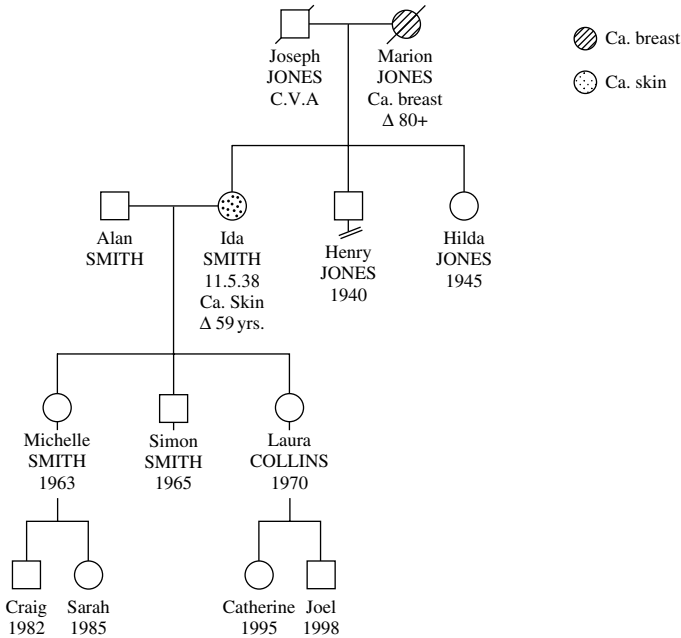 Joseph
JONES
C.V.A
Marion
JONES
Ca. breast
Δ 80+
Ca. breast
Ca. skin
Alan
SMITH
Ida
SMITH
11.5.38
Ca. Skin
Δ 59 yrs.
Henry
JONES
1940
Hilda
JONES
1945
Michelle
SMITH
1963
Simon
SMITH
1965
Laura
COLLINS
1970
Craig
1982
Sarah
1985
Catherine
1995
Joel
1998